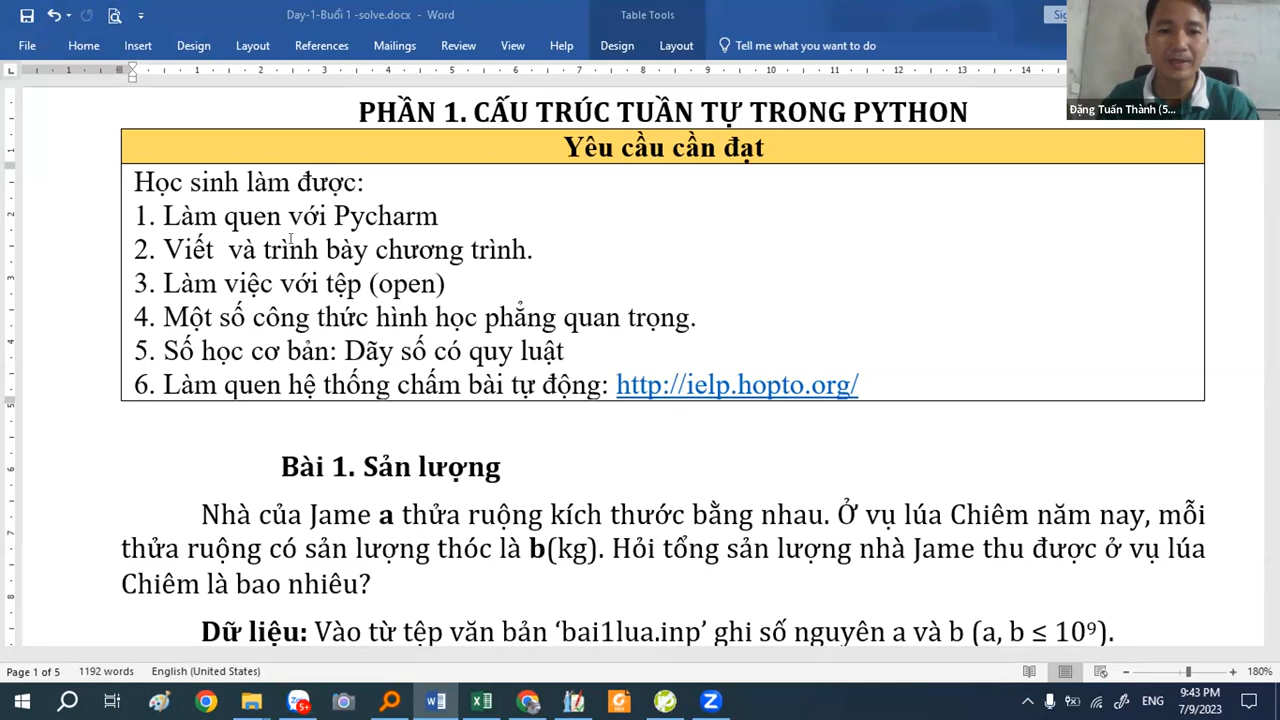 Day-1-Buổi 1 -solve.docx - Word
Table Tools
File Home Insert Design Layout References Mailings Review View Help Design Layout Tell me what you want to do
Đặng Tuấn Thành (5...
PHẦN 1. CẤU TRÚC TUẦN TỰ TRONG PYTHON
Yêu cầu cần đạt
Học sinh làm được:
1. Làm quen với Pycharm
2. Viết và trình bày chương trình.
3. Làm việc với tệp (open)
4. Một số công thức hình học phẳng quan trọng.
5. Số học cơ bản: Dãy số có quy luật
6. Làm quen hệ thống chấm bài tự động: http://ielp.hopto.org/
Bài 1. Sản lượng
Nhà của Jame a thửa ruộng kích thước bằng nhau. Ở vụ lúa Chiêm năm nay, mỗi
thửa ruộng có sản lượng thóc là b(kg). Hỏi tổng sản lượng nhà Jame thu được ở vụ lúa
Chiêm là bao nhiêu?
Dữ liệu: Vào từ tệp văn bản ‘bai1lua.inp’ ghi số nguyên a và b (a, b ≤ 10⁹).
Page 1 of 5 1192 words English (United States) 180%
ENG
9:43 PM
7/9/2023